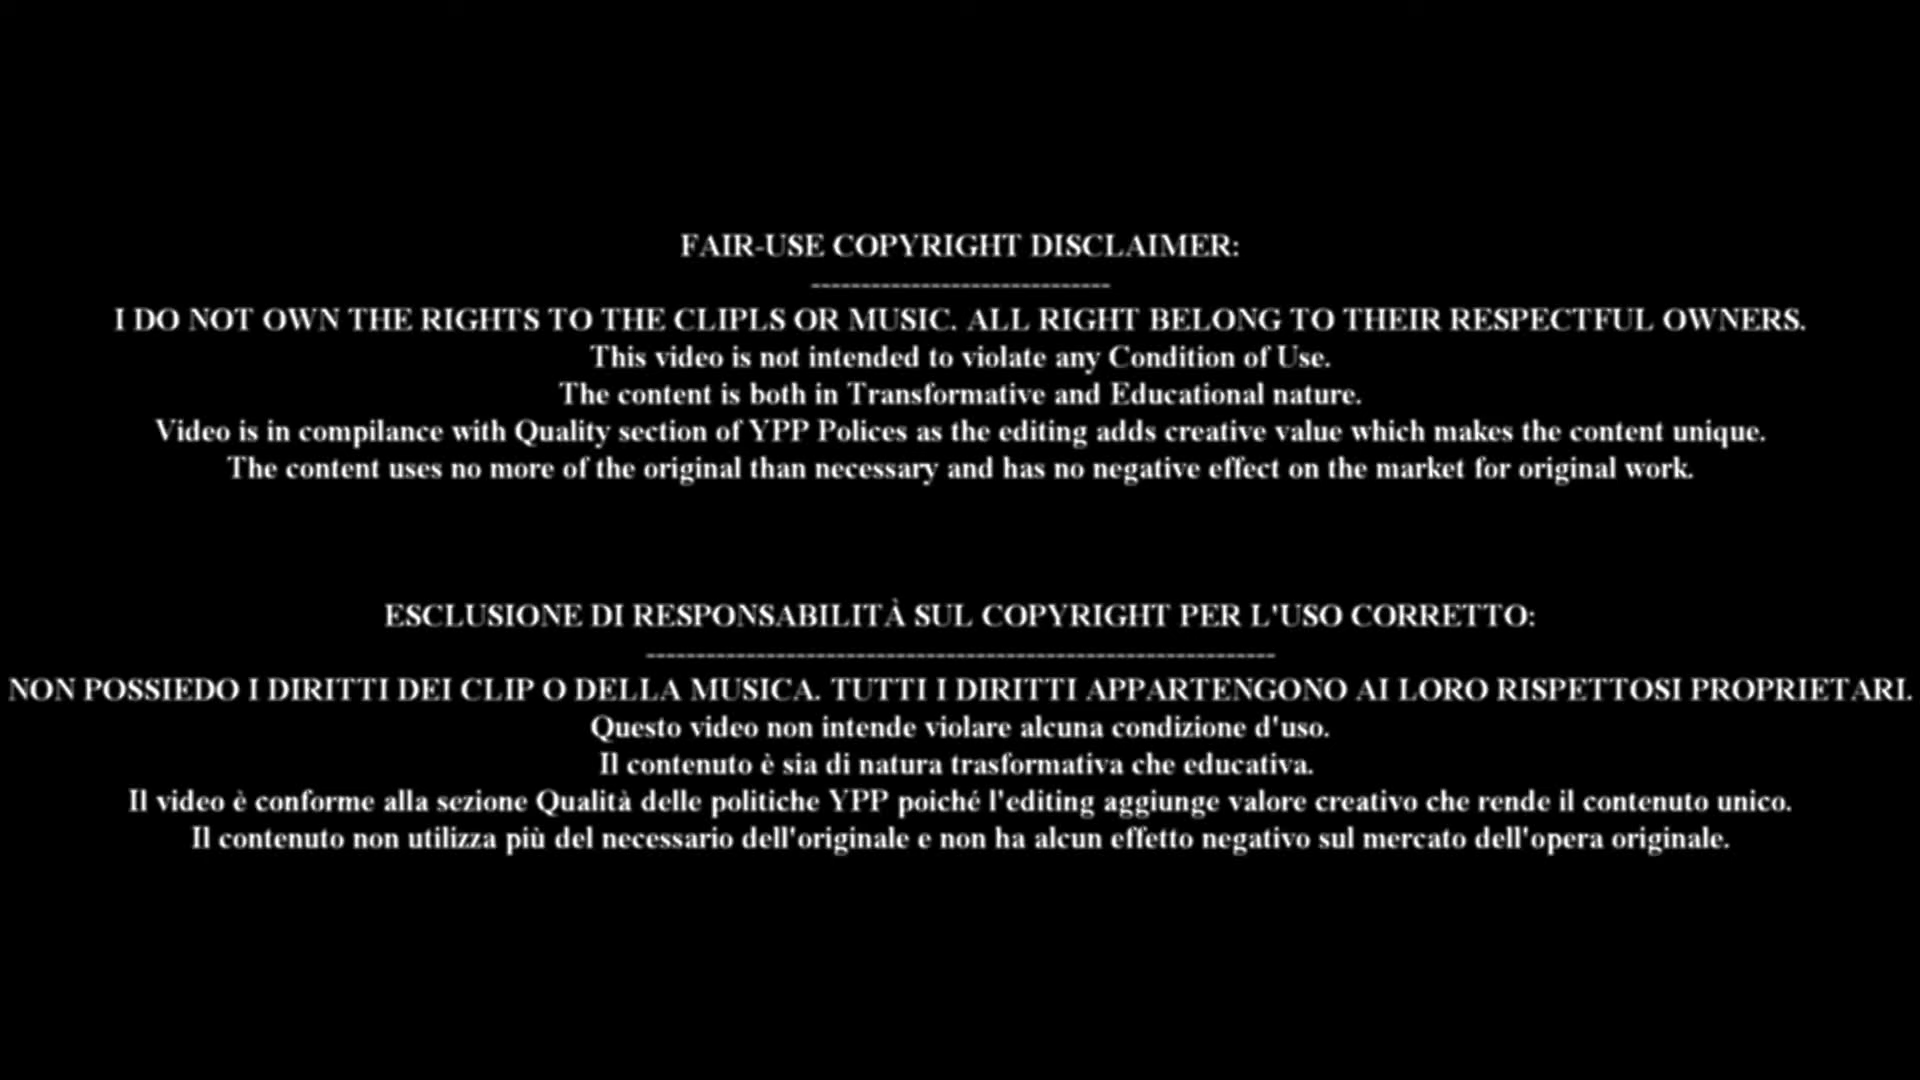 FAIR-USE COPYRIGHT DISCLAIMER:
------------------------------
I DO NOT OWN THE RIGHTS TO THE CLIPLS OR MUSIC. ALL RIGHT BELONG TO THEIR RESPECTFUL OWNERS.
This video is not intended to violate any Condition of Use.
The content is both in Transformative and Educational nature.
Video is in compilance with Quality section of YPP Polices as the editing adds creative value which makes the content unique.
The content uses no more of the original than necessary and has no negative effect on the market for original work.
ESCLUSIONE DI RESPONSABILITÀ SUL COPYRIGHT PER L'USO CORRETTO:
---------------------------------------------------------------
NON POSSIEDO I DIRITTI DEI CLIP O DELLA MUSICA. TUTTI I DIRITTI APPARTENGONO AI LORO RISPETTOSI PROPRIETARI.
Questo video non intende violare alcuna condizione d'uso.
Il contenuto è sia di natura trasformativa che educativa.
Il video è conforme alla sezione Qualità delle politiche YPP poiché l'editing aggiunge valore creativo che rende il contenuto unico.
Il contenuto non utilizza più del necessario dell'originale e non ha alcun effetto negativo sul mercato dell'opera originale.